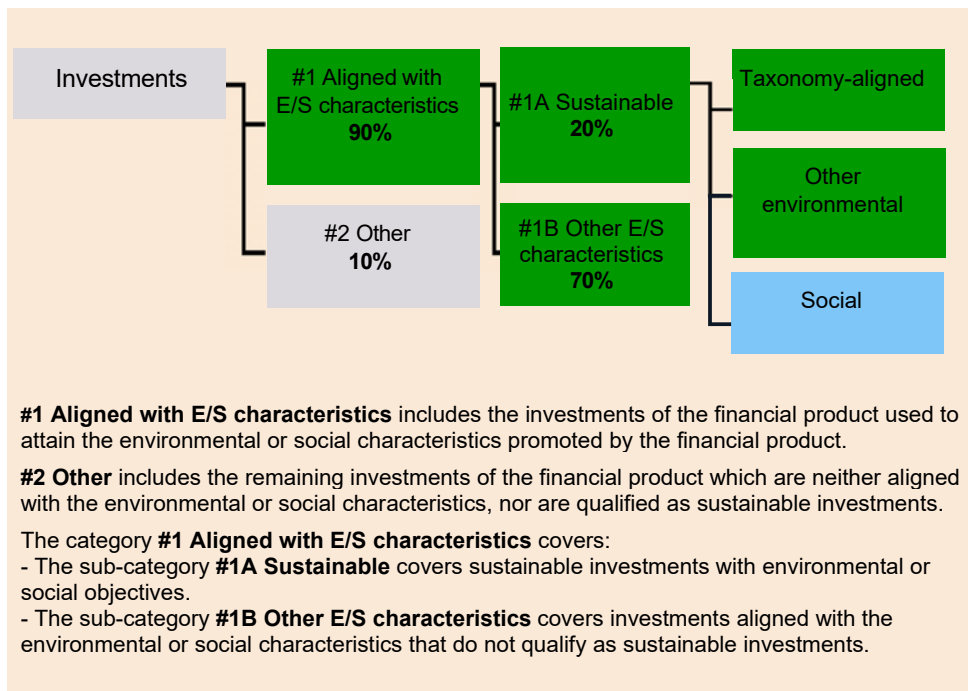 Investments
#1 Aligned with
E/S characteristics
90%
#2 Other
10%
#1A Sustainable
20%
#1B Other E/S
characteristics
70%
Taxonomy-aligned
Other
environmental
Social
#1 Aligned with E/S characteristics includes the investments of the financial product used to
attain the environmental or social characteristics promoted by the financial product.
#2 Other includes the remaining investments of the financial product which are neither aligned
with the environmental or social characteristics, nor are qualified as sustainable investments.
The category #1 Aligned with E/S characteristics covers:
- The sub-category #1A Sustainable covers sustainable investments with environmental or
social objectives.
- The sub-category #1B Other E/S characteristics covers investments aligned with the
environmental or social characteristics that do not qualify as sustainable investments.